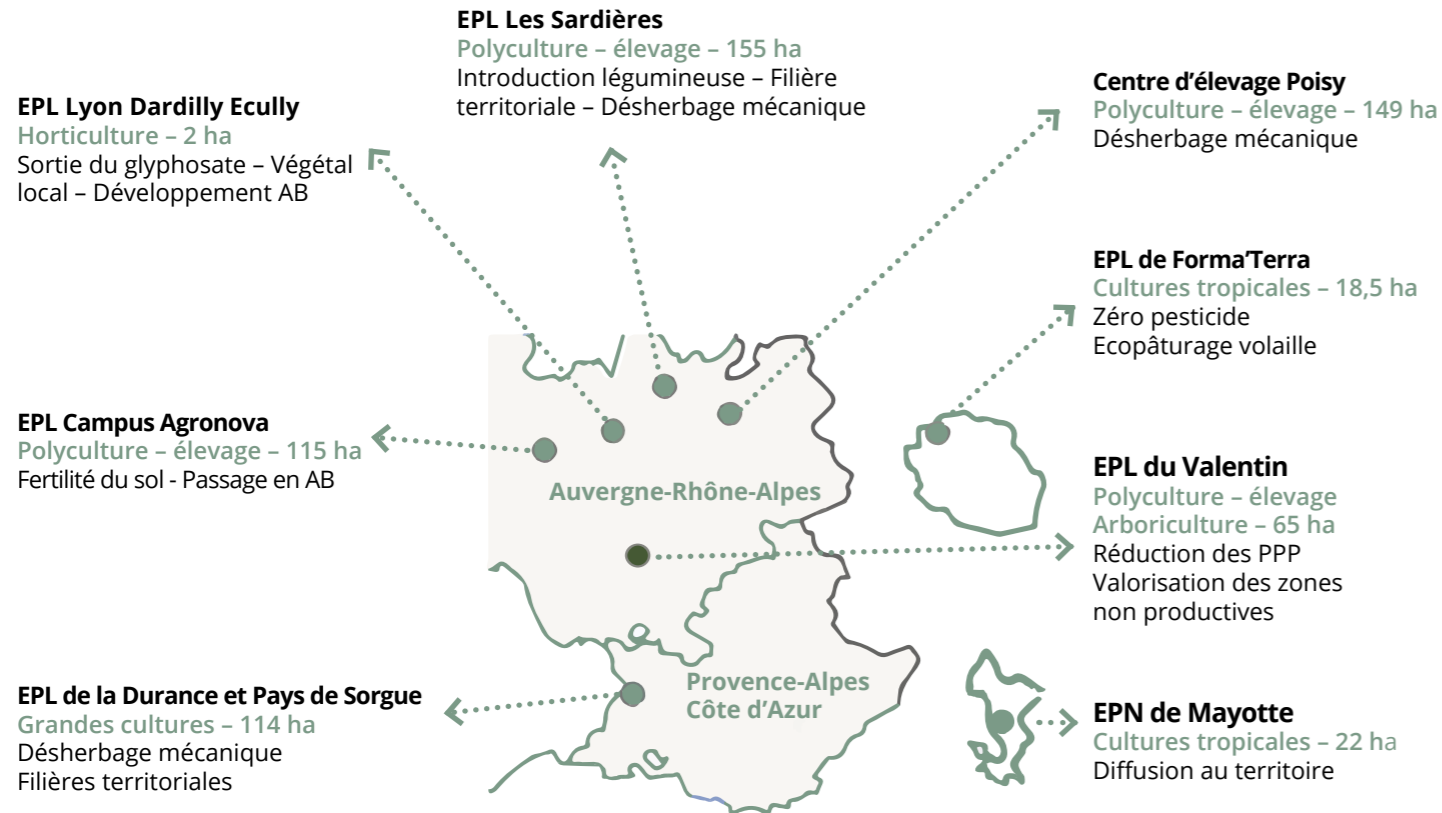 EPL Les Sardières
Polyculture – élevage – 155 ha
Introduction légumineuse – Filière
territoriale – Désherbage mécanique
EPL Lyon Dardilly Ecully
Horticulture – 2 ha
Sortie du glyphosate – Végétal
local – Développement AB
Centre d’élevage Poisy
Polyculture – élevage – 149 ha
Désherbage mécanique
EPL de Forma’Terra
Cultures tropicales – 18,5 ha
Zéro pesticide
Ecopâturage volaille
EPL Campus Agronova
Polyculture – élevage – 115 ha
Fertilité du sol - Passage en AB
Auvergne-Rhône-Alpes
EPL du Valentin
Polyculture – élevage
Arboriculture – 65 ha
Réduction des PPP
Valorisation des zones
non productives
Provence-Alpes
Côte d’Azur
EPL de la Durance et Pays de Sorgue
Grandes cultures – 114 ha
Désherbage mécanique
Filières territoriales
EPN de Mayotte
Cultures tropicales – 22 ha
Diffusion au territoire